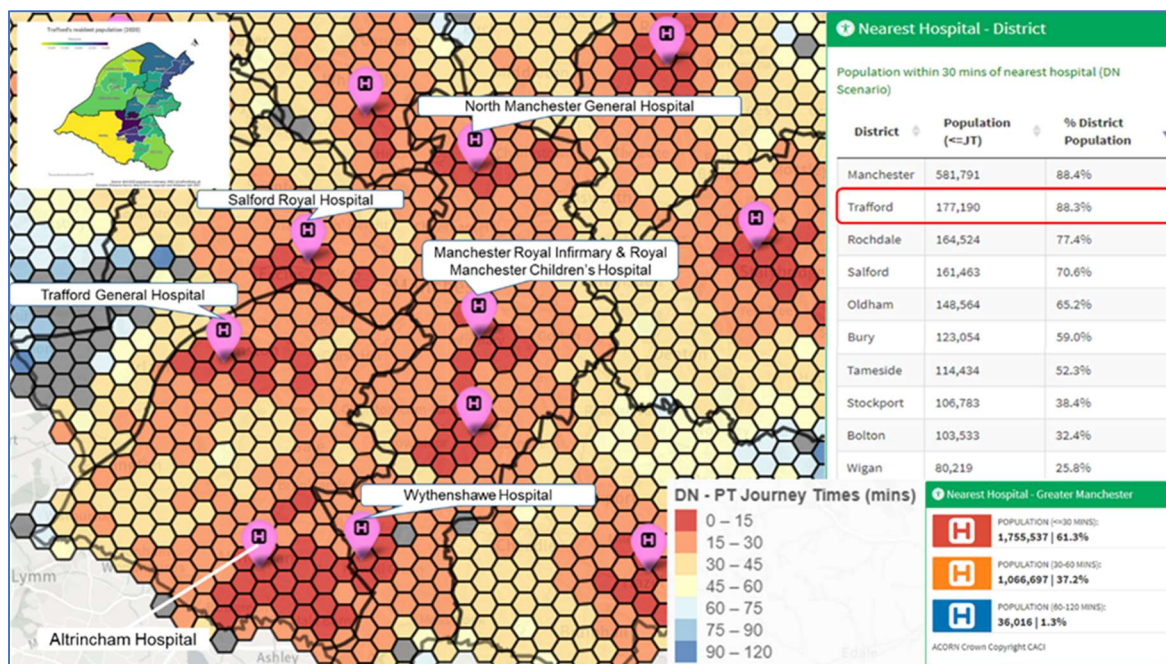 Trafford's resident population (2020)
North Manchester General Hospital
Salford Royal Hospital
Manchester Royal Infirmary & Royal
Manchester Children's Hospital
Trafford General Hospital
Wythenshawe Hospital
Altrincham Hospital
Lymm
Ashley
Nearest Hospital - District
Population within 30 mins of nearest hospital (DN
Scenario)
District Population (<=JT) % District Population
Manchester 581,791 88.4%
Trafford 177,190 88.3%
Rochdale 164,524 77.4%
Salford 161,463 70.6%
Oldham 148,564 65.2%
Bury 123,054 59.0%
Tameside 114,434 52.3%
Stockport 106,783 38.4%
Bolton 103,533 32.4%
Wigan 80,219 25.8%
DN - PT Journey Times (mins)
0 – 15
15 – 30
30 – 45
45 – 60
60 – 75
75 – 90
90 – 120
Nearest Hospital - Greater Manchester
H
POPULATION (<=30 MINS):
1,755,537 | 61.3%
H
POPULATION (30-60 MINS):
1,066,697 | 37.2%
H
POPULATION (60-120 MINS):
36,016 | 1.3%
ACORN Crown Copyright CACI